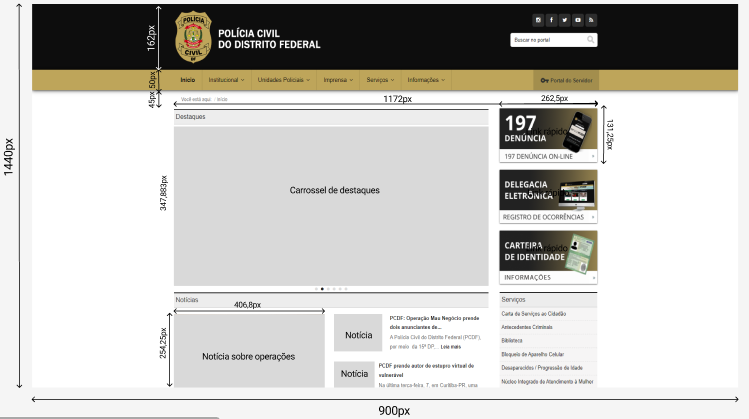 POLÍCIA
CIVIL
DF
POLÍCIA CIVIL
DO DISTRITO FEDERAL
Buscar no portal
162px
50px
45px
1440px
Início
Institucional
Unidades Policiais
Imprensa
Serviços
Informações
Portal do Servidor
Você está aqui: Início
1172px
262,5px
131,25px
Destaques
Carrossel de destaques
347,883px
197
DENÚNCIA
rápido
197 DENÚNCIA ON-LINE
DELEGACIA
ELETRÔNICA
REGISTRO DE OCORRÊNCIAS
CARTEIRA
DE IDENTIDADE
rápido
INFORMAÇÕES
Notícias
406,8px
254,25px
Notícia sobre operações
Notícia
PCDF: Operação Mau Negócio prende
dois anunciantes de...
A Polícia Civil do Distrito Federal (PCDF),
por meio da 15ª DP, ... Leia mais
Notícia
PCDF prende autor de estupro virtual de
vulnerável
Na última terça-feira, 7, em Curitiba-PR, uma
Serviços
Carta de Serviços ao Cidadão
Antecedentes Criminais
Biblioteca
Bloqueio de Aparelho Celular
Desaparecidos / Progressão de Idade
Núcleo Integrado de Atendimento à Mulher
900px